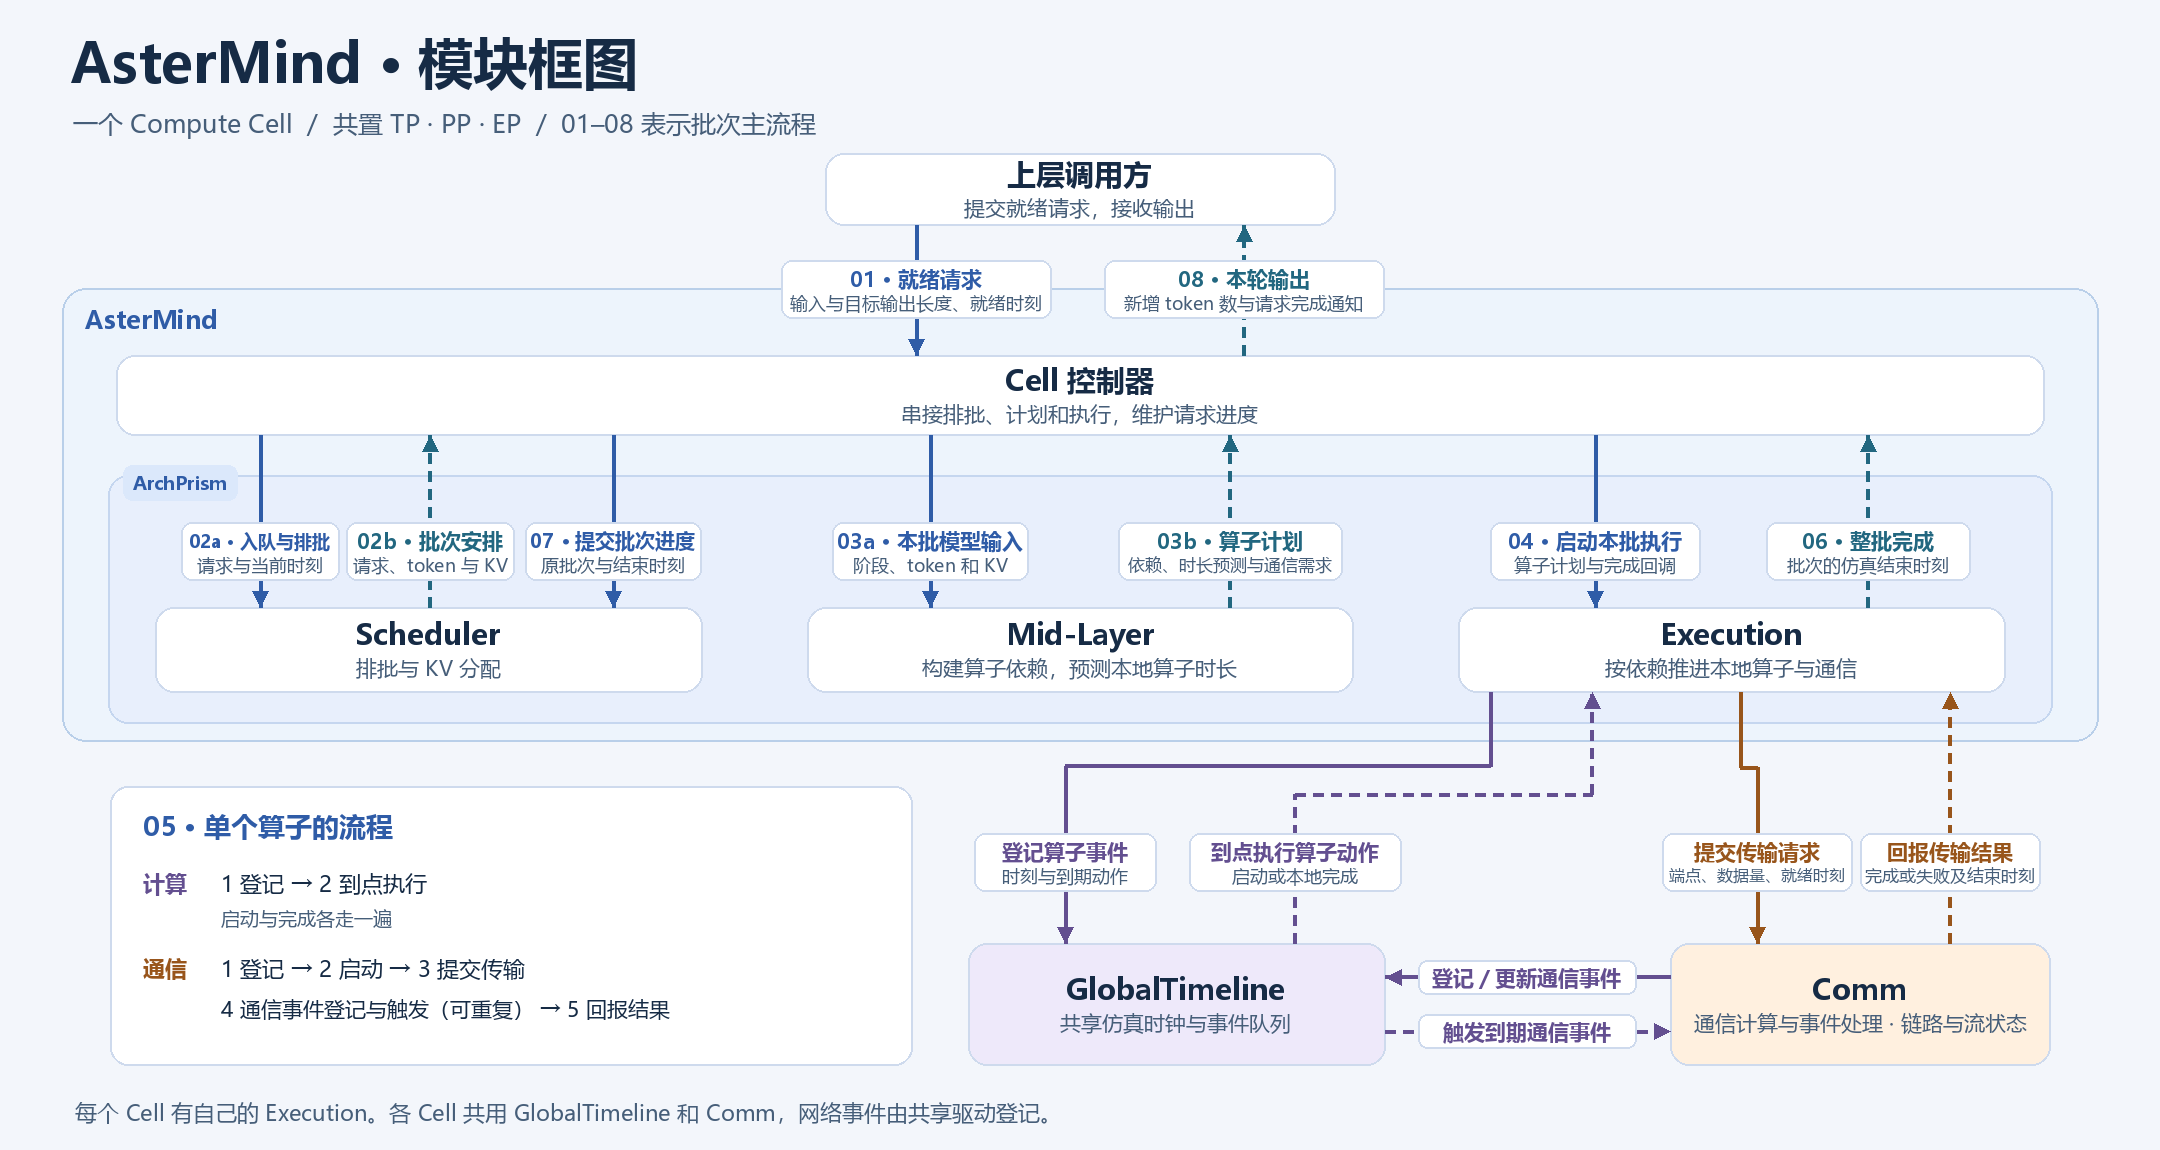 AsterMind • 模块框图
一个 Compute Cell / 共置 TP · PP · EP / 01–08 表示批次主流程
上层调用方
提交就绪请求，接收输出
01 • 就绪请求
输入与目标输出长度、就绪时刻
08 • 本轮输出
新增 token 数与请求完成通知
AsterMind
Cell 控制器
串接排批、计划和执行，维护请求进度
ArchPrism
02a • 入队与排批
请求与当前时刻
02b • 批次安排
请求、token 与 KV
07 • 提交批次进度
原批次与结束时刻
03a • 本批模型输入
阶段、token 和 KV
03b • 算子计划
依赖、时长预测与通信需求
04 • 启动本批执行
算子计划与完成回调
06 • 整批完成
批次的仿真结束时刻
Scheduler
排批与 KV 分配
Mid-Layer
构建算子依赖，预测本地算子时长
Execution
按依赖推进本地算子与通信
05 • 单个算子的流程
计算 1 登记 → 2 到点执行
启动与完成各走一遍
通信 1 登记 → 2 启动 → 3 提交传输
4 通信事件登记与触发（可重复） → 5 回报结果
登记算子事件
时刻与到期动作
到点执行算子动作
启动或本地完成
提交传输请求
端点、数据量、就绪时刻
回报传输结果
完成或失败及结束时刻
GlobalTimeline
共享仿真时钟与事件队列
登记 / 更新通信事件
触发到期通信事件
Comm
通信计算与事件处理 · 链路与流状态
每个 Cell 有自己的 Execution。各 Cell 共用 GlobalTimeline 和 Comm，网络事件由共享驱动登记。